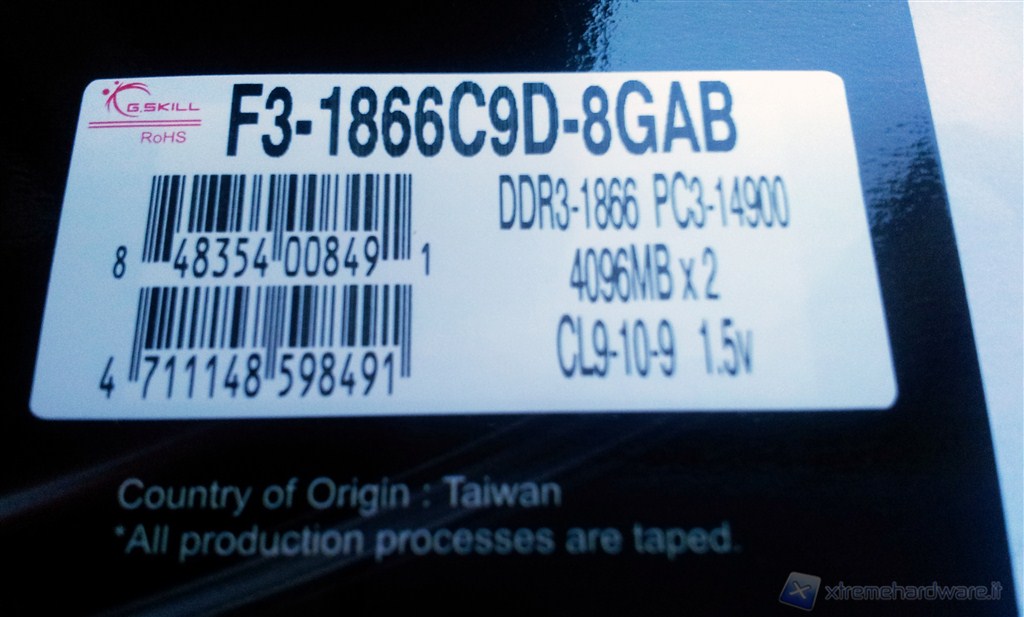 G.SKILL
RoHS
F3-1866C9D-8GAB
DDR3-1866 PC3-14900
4096MB x 2
CL9-10-9 1.5v
8 48354 00849 1
4 711148 598491
Country of Origin : Taiwan
*All production processes are taped.
xtremehardware.it